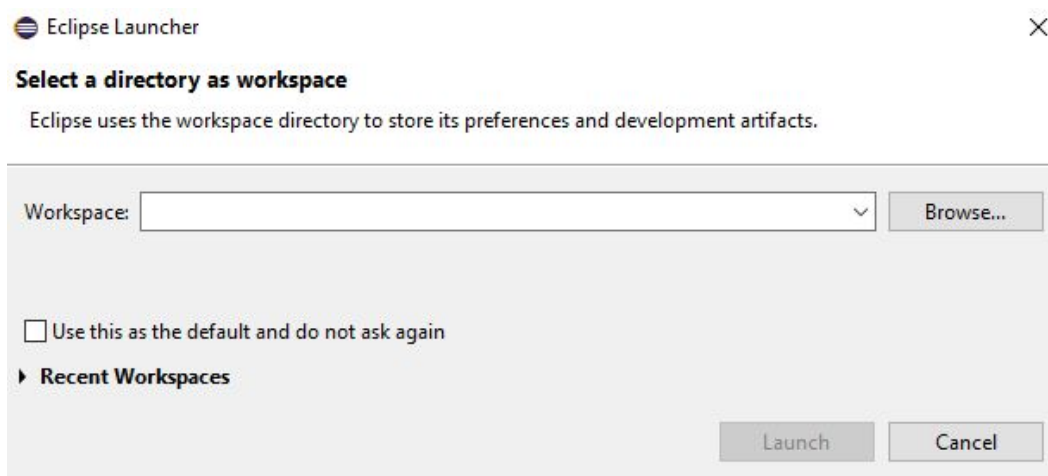 Eclipse Launcher
Select a directory as workspace
Eclipse uses the workspace directory to store its preferences and development artifacts.
Workspace: Browse...
Use this as the default and do not ask again
Recent Workspaces
Launch Cancel